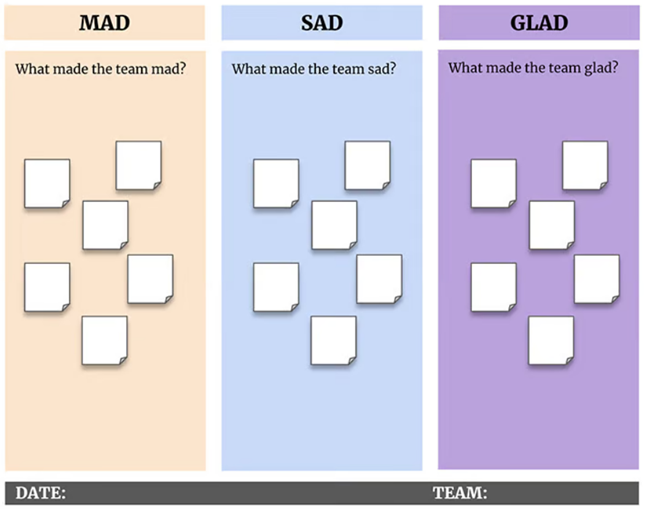 MAD
SAD
GLAD
What made the team mad?
What made the team sad?
What made the team glad?
DATE:
TEAM: